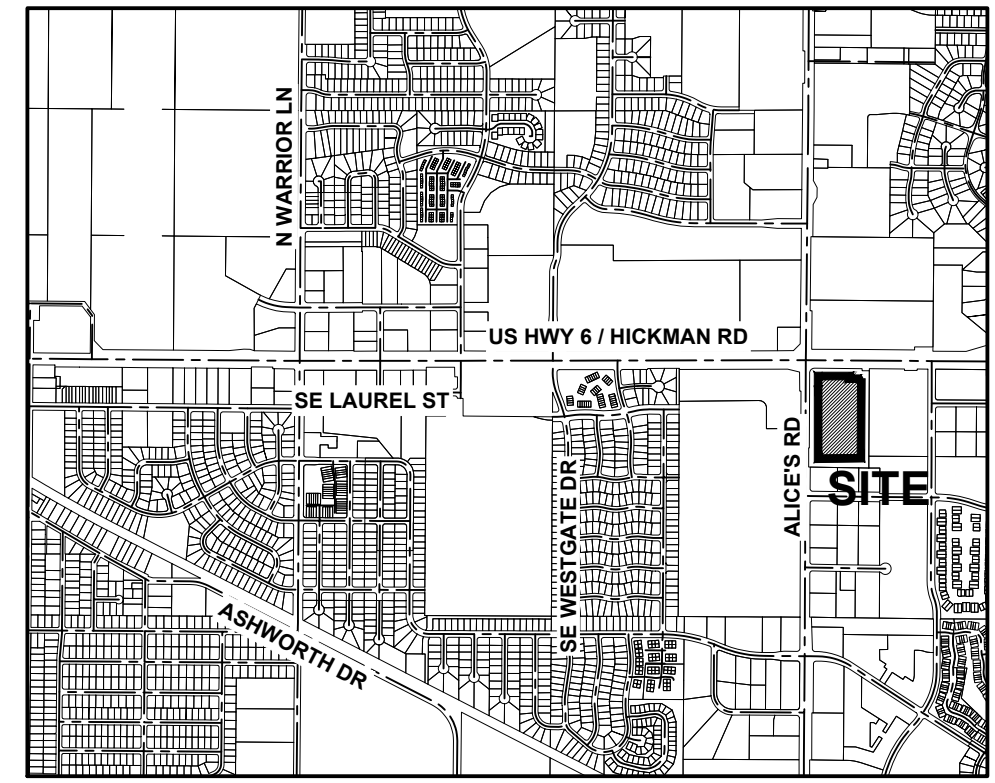 N WARRIOR LN
US HWY 6 / HICKMAN RD
SE LAUREL ST
ALICE'S RD
SITE
SE WESTGATE DR
ASHWORTH DR